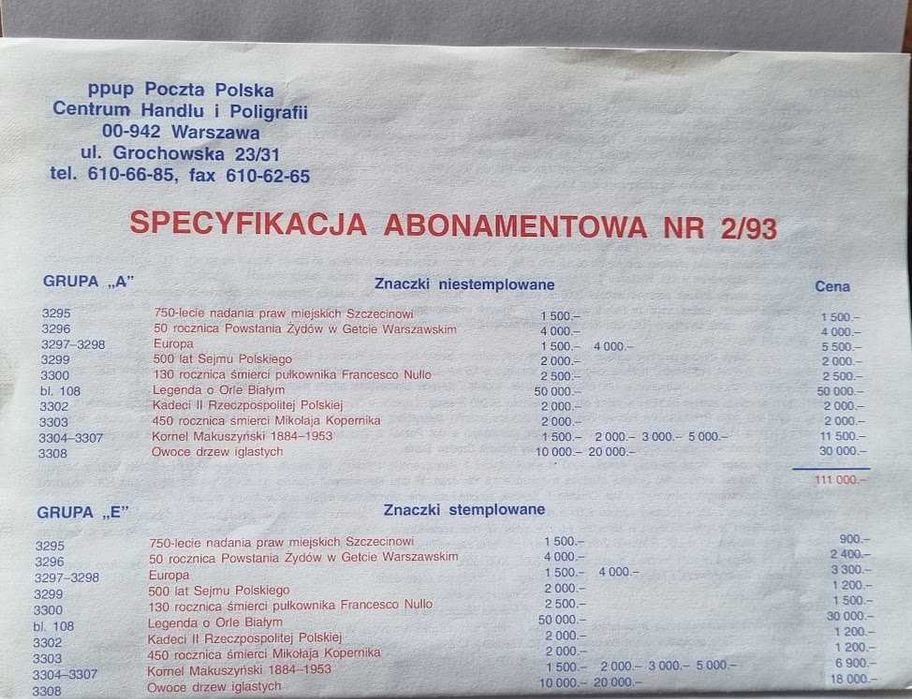 ppup Poczta Polska
Centrum Handlu i Poligrafii
00-942 Warszawa
ul. Grochowska 23/31
tel. 610-66-85, fax 610-62-65
SPECYFIKACJA ABONAMENTOWA NR 2/93
GRUPA „A” Znaczki niestemplowane Cena
3295 750-lecie nadania praw miejskich Szczecinowi 1 500.– 1 500.–
3296 50 rocznica Powstania Żydów w Getcie Warszawskim 4 000.– 4 000.–
3297–3298 Europa 1 500.– 4 000.– 5 500.–
3299 500 lat Sejmu Polskiego 2 000.– 2 000.–
3300 130 rocznica śmierci pułkownika Francesco Nullo 2 500.– 2 500.–
bl. 108 Legenda o Orle Białym 50 000.– 50 000.–
3302 Kadeci II Rzeczpospolitej Polskiej 2 000.– 2 000.–
3303 450 rocznica śmierci Mikołaja Kopernika 2 000.– 2 000.–
3304–3307 Kornel Makuszyński 1884–1953 1 500.– 2 000.– 3 000.– 5 000.– 11 500.–
3308 Owoce drzew iglastych 10 000.– 20 000.– 30 000.–
111 000.–
GRUPA „E” Znaczki stemplowane
3295 750-lecie nadania praw miejskich Szczecinowi 1 500.– 900.–
3296 50 rocznica Powstania Żydów w Getcie Warszawskim 4 000.– 2 400.–
3297–3298 Europa 1 500.– 4 000.– 3 300.–
3299 500 lat Sejmu Polskiego 2 000.– 1 200.–
3300 130 rocznica śmierci pułkownika Francesco Nullo 2 500.– 1 500.–
bl. 108 Legenda o Orle Białym 50 000.– 30 000.–
3302 Kadeci II Rzeczpospolitej Polskiej 2 000.– 1 200.–
3303 450 rocznica śmierci Mikołaja Kopernika 2 000.– 1 200.–
3304–3307 Kornel Makuszyński 1884–1953 1 500.– 2 000.– 3 000.– 5 000.– 6 900.–
3308 Owoce drzew iglastych 10 000.– 20 000.– 18 000.–